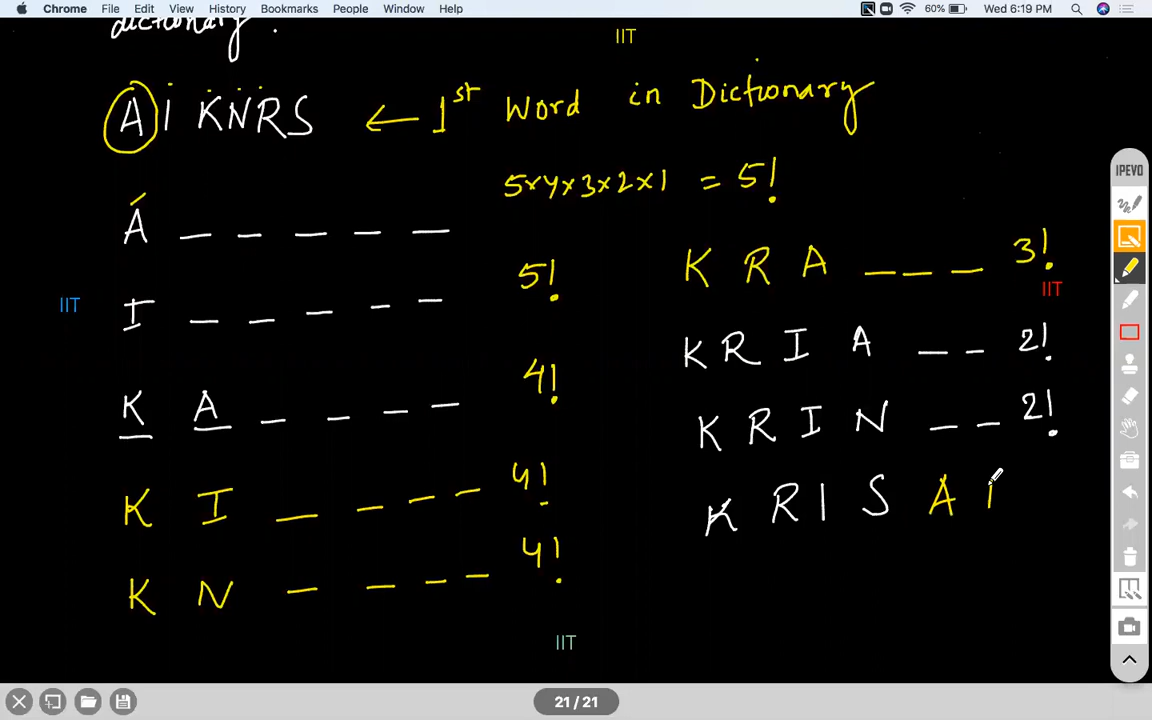 Chrome File Edit View History Bookmarks People Window Help 60% Wed 6:19 PM
dictionary.
IIT
A I K N R S ← 1st Word in Dictionary
IPEVO
5×4×3×2×1 = 5!
A _ _ _ _ _
K R A _ _ _ 3!
5!
IIT
IIT
I _ _ _ _ _
K R I A _ _ 2!
4!
K A _ _ _ _
K R I N _ _ 2!
K I _ _ _ _ 4!
K R I S A
K N _ _ _ _ 4!
IIT
21 / 21